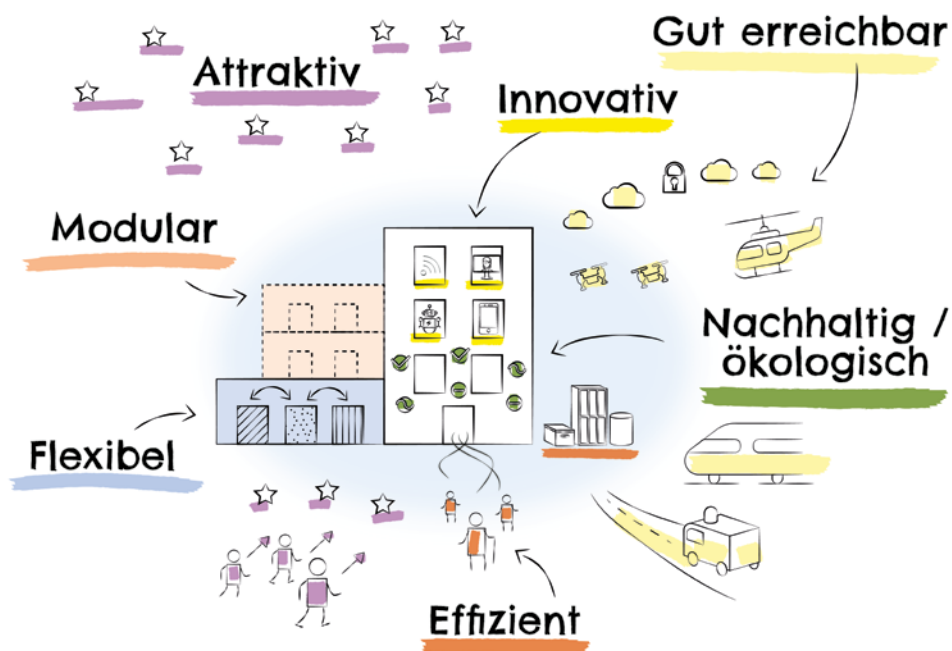 Gut erreichbar
Attraktiv
Innovativ
Modular
Nachhaltig /
ökologisch
Flexibel
Effizient